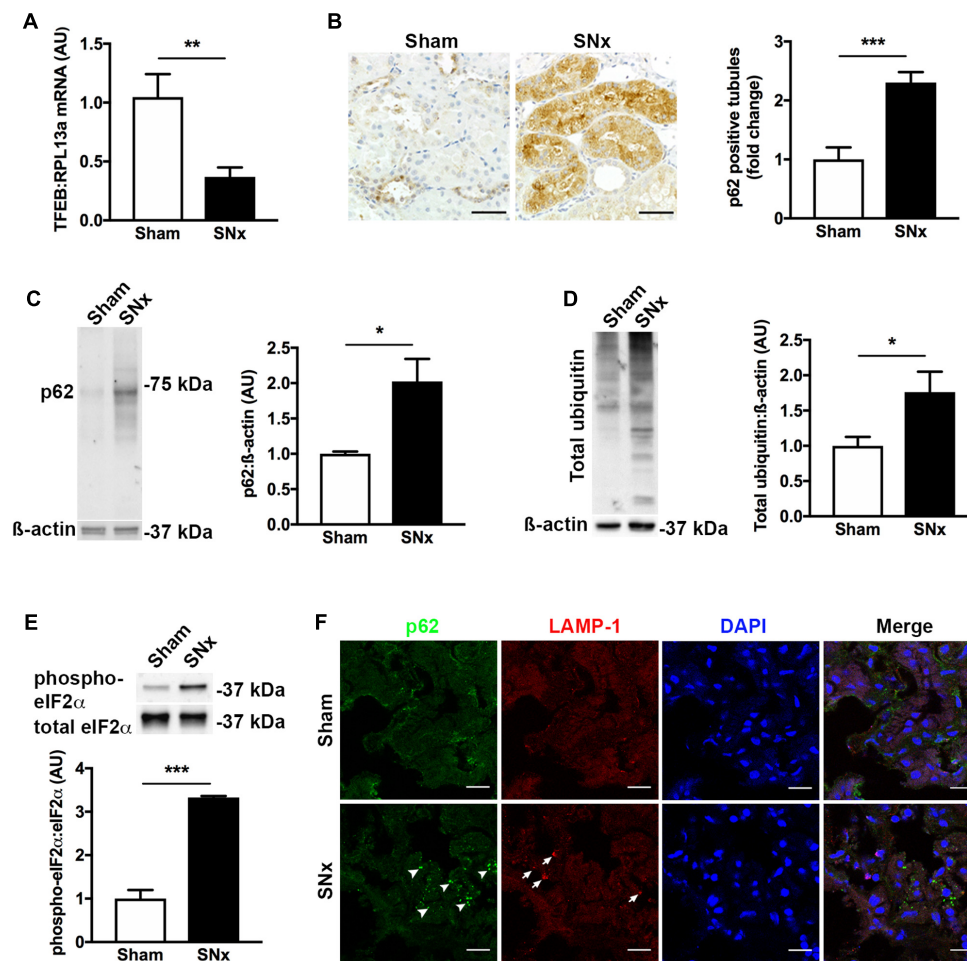 A
TFEB:RPL13a mRNA (AU)
1.5
1.0
0.5
0.0
**
Sham
SNx
B
Sham
SNx
p62 positive tubules
(fold change)
3
2
1
0
***
Sham
SNx
C
Sham
SNx
p62
-75 kDa
ß-actin
-37 kDa
p62:ß-actin (AU)
2.5
2.0
1.5
1.0
0.5
0.0
*
Sham
SNx
D
Sham
SNx
Total ubiquitin
ß-actin
-37 kDa
Total ubiquitin:ß-actin (AU)
2.5
2.0
1.5
1.0
0.5
0.0
*
Sham
SNx
E
Sham
SNx
phospho-
eIF2α
-37 kDa
total eIF2α
-37 kDa
phospho-eIF2α:eIF2α (AU)
4
3
2
1
0
***
Sham
SNx
F
p62
LAMP-1
DAPI
Merge
Sham
SNx